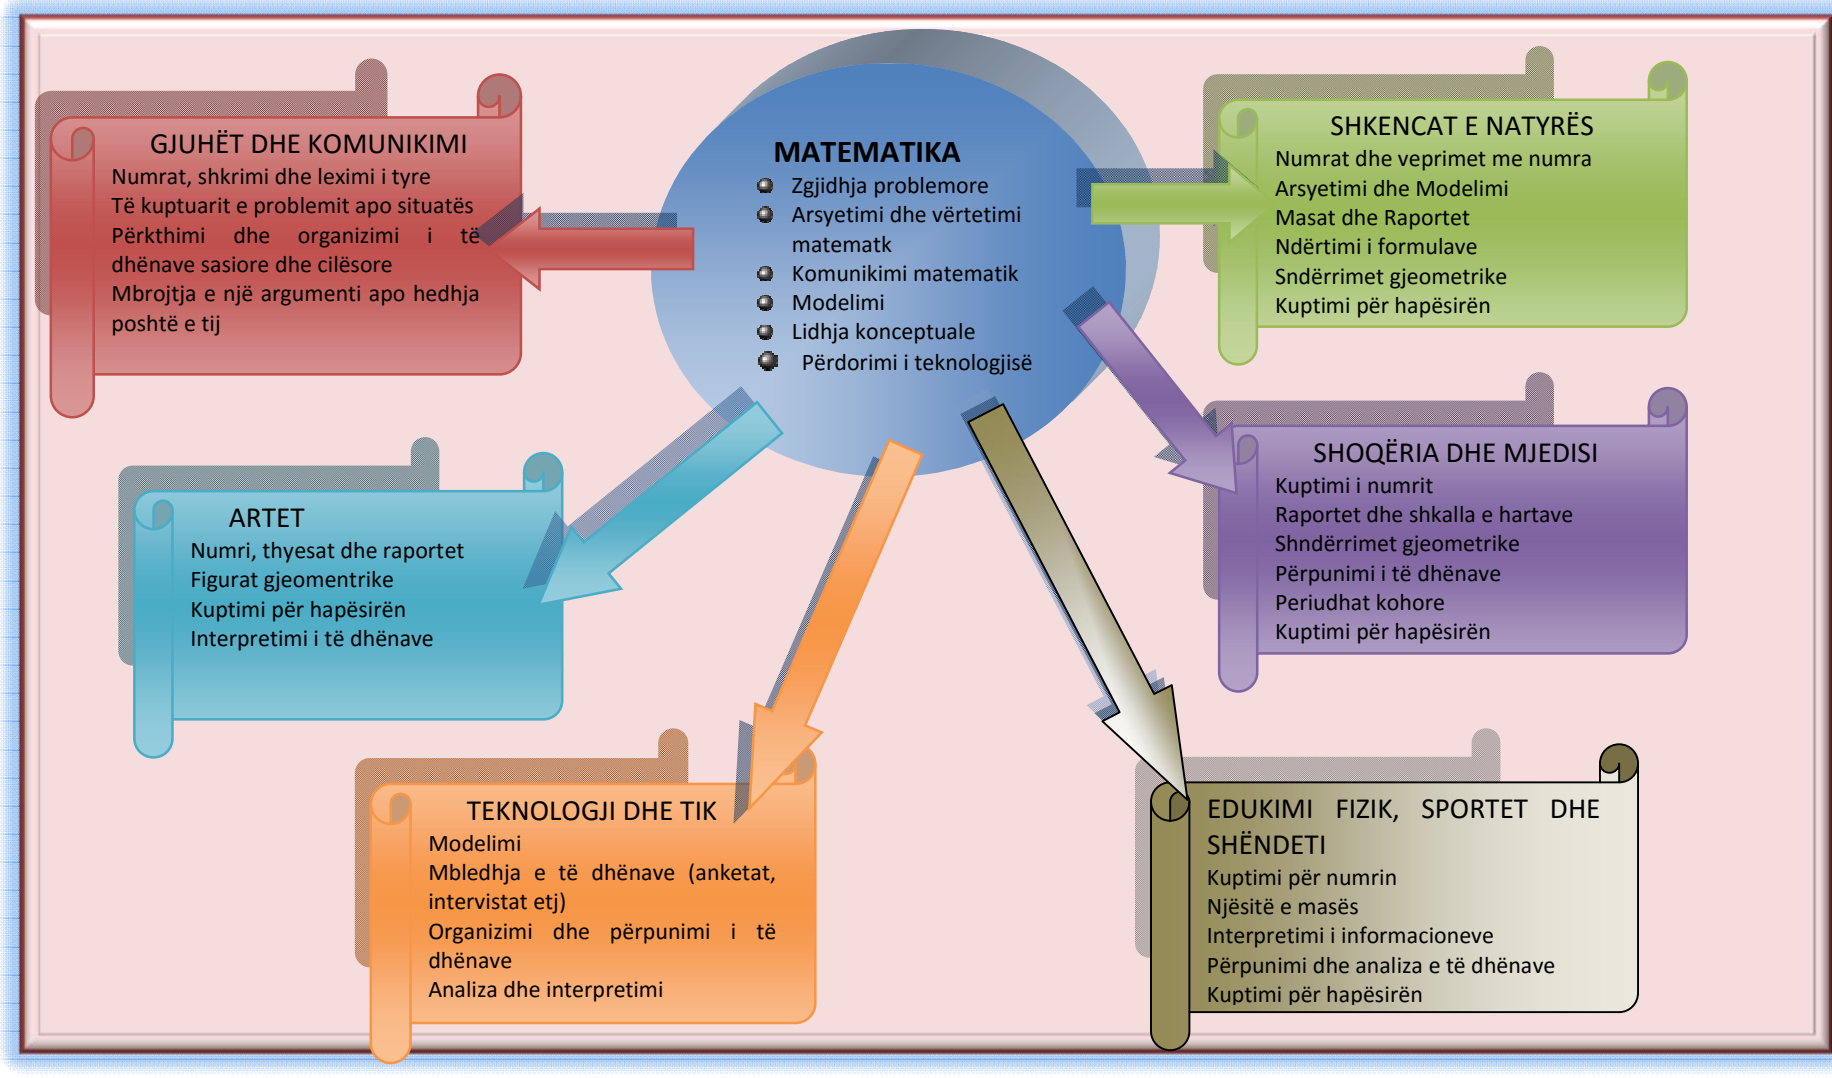 GJUHËT DHE KOMUNIKIMI
Numrat, shkrimi dhe leximi i tyre
Të kuptuarit e problemit apo situatës
Përkthimi dhe organizimi i të
dhënave sasiore dhe cilësore
Mbrojtja e një argumenti apo hedhja
poshtë e tij
MATEMATIKA
Zgjidhja problemore
Arsyetimi dhe vërtetimi
matematk
Komunikimi matematik
Modelimi
Lidhja konceptuale
Përdorimi i teknologjisë
SHKENCAT E NATYRËS
Numrat dhe veprimet me numra
Arsyetimi dhe Modelimi
Masat dhe Raportet
Ndërtimi i formulave
Sndërrimet gjeometrike
Kuptimi për hapësirën
ARTET
Numri, thyesat dhe raportet
Figurat gjeomentrike
Kuptimi për hapësirën
Interpretimi i të dhënave
SHOQËRIA DHE MJEDISI
Kuptimi i numrit
Raportet dhe shkalla e hartave
Shndërrimet gjeometrike
Përpunimi i të dhënave
Periudhat kohore
Kuptimi për hapësirën
TEKNOLOGJI DHE TIK
Modelimi
Mbledhja e të dhënave (anketat,
intervistat etj)
Organizimi dhe përpunimi i të
dhënave
Analiza dhe interpretimi
EDUKIMI FIZIK, SPORTET DHE
SHËNDETI
Kuptimi për numrin
Njësitë e masës
Interpretimi i informacioneve
Përpunimi dhe analiza e të dhënave
Kuptimi për hapësirën